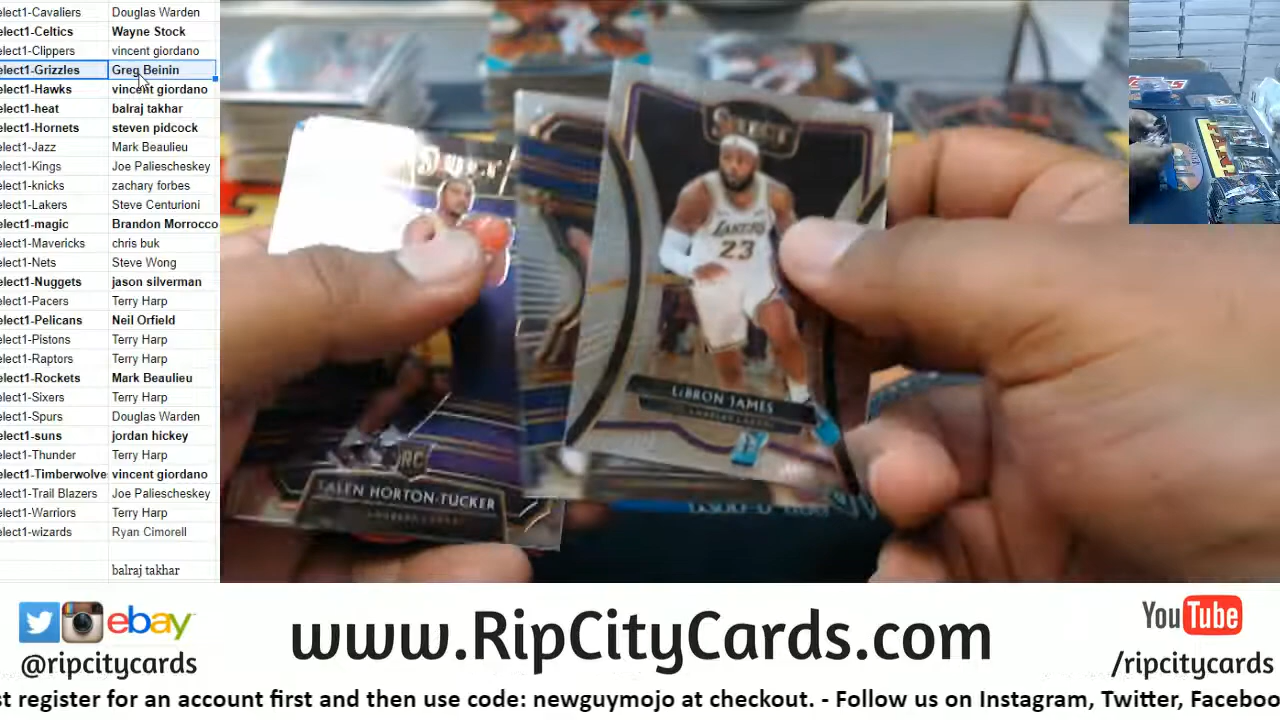 elect1-Cavaliers Douglas Warden
elect1-Celtics Wayne Stock
elect1-Clippers vincent giordano
elect1-Grizzles Greg Beinin
elect1-Hawks vincent giordano
elect1-heat balraj takhar
elect1-Hornets steven pidcock
elect1-Jazz Mark Beaulieu
elect1-Kings Joe Paliescheskey
elect1-knicks zachary forbes
elect1-Lakers Steve Centurioni
elect1-magic Brandon Morrocco
elect1-Mavericks chris buk
elect1-Nets Steve Wong
elect1-Nuggets jason silverman
elect1-Pacers Terry Harp
elect1-Pelicans Neil Orfield
elect1-Pistons Terry Harp
elect1-Raptors Terry Harp
elect1-Rockets Mark Beaulieu
elect1-Sixers Terry Harp
elect1-Spurs Douglas Warden
elect1-suns jordan hickey
elect1-Thunder Terry Harp
elect1-Timberwolve vincent giordano
elect1-Trail Blazers Joe Paliescheskey
elect1-Warriors Terry Harp
elect1-wizards Ryan Cimorell
balraj takhar
SELECT
LAKERS
23
LEBRON JAMES
RC
TALEN HORTON-TUCKER
ebay
@ripcitycards
www.RipCityCards.com
YouTube
/ripcitycards
st register for an account first and then use code: newguymojo at checkout. - Follow us on Instagram, Twitter, Faceboo